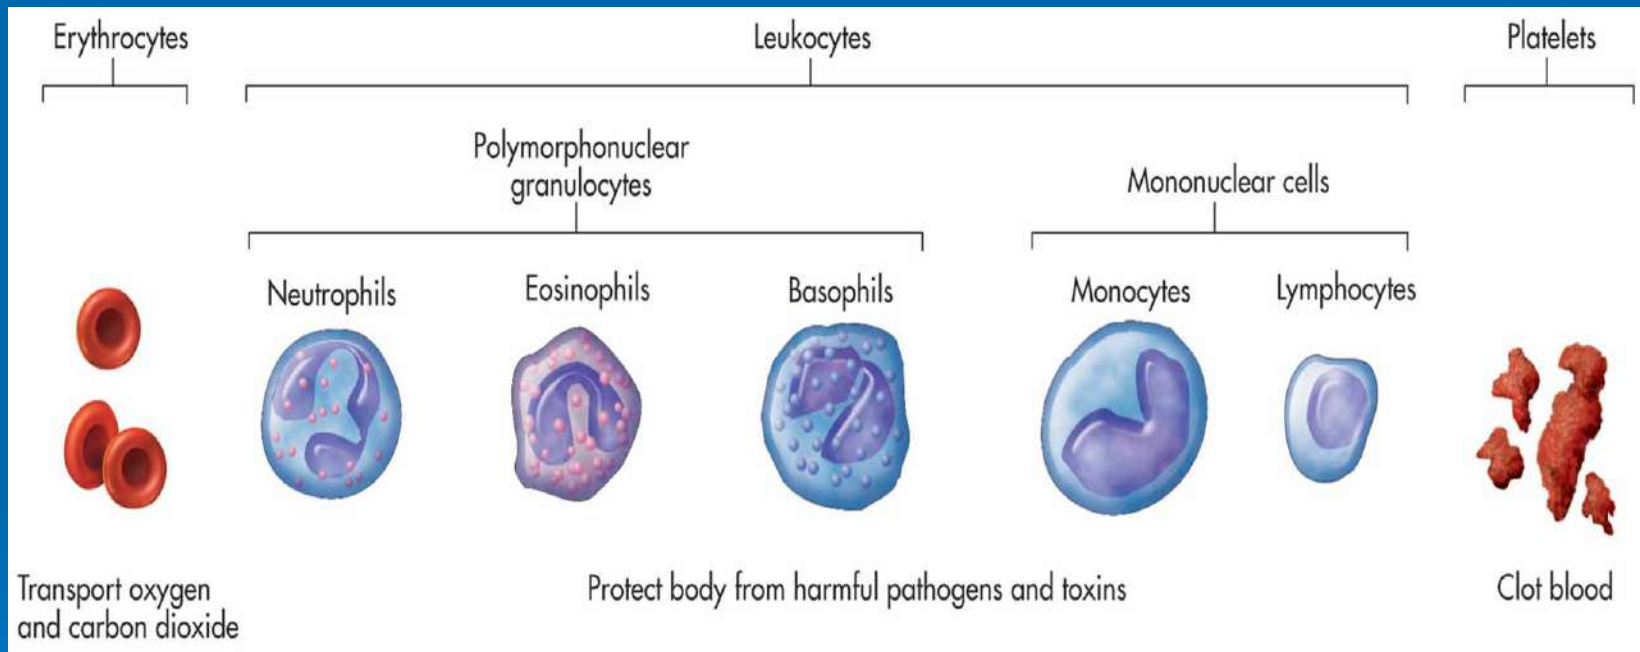 Erythrocytes
Leukocytes
Platelets
Polymorphonuclear
granulocytes
Mononuclear cells
Neutrophils
Eosinophils
Basophils
Monocytes
Lymphocytes
Transport oxygen
and carbon dioxide
Protect body from harmful pathogens and toxins
Clot blood